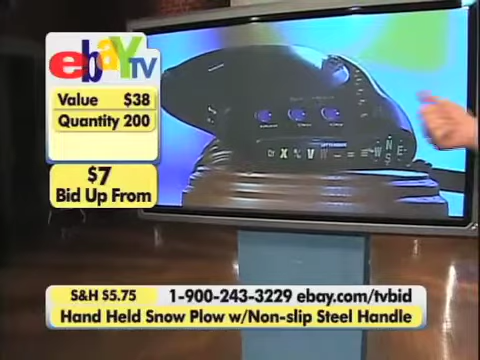 ebaY TV
Value $38
Quantity 200
$7
Bid Up From
S&H $5.75 1-900-243-3229 ebay.com/tvbid
Hand Held Snow Plow w/Non-slip Steel Handle
N
W E
S